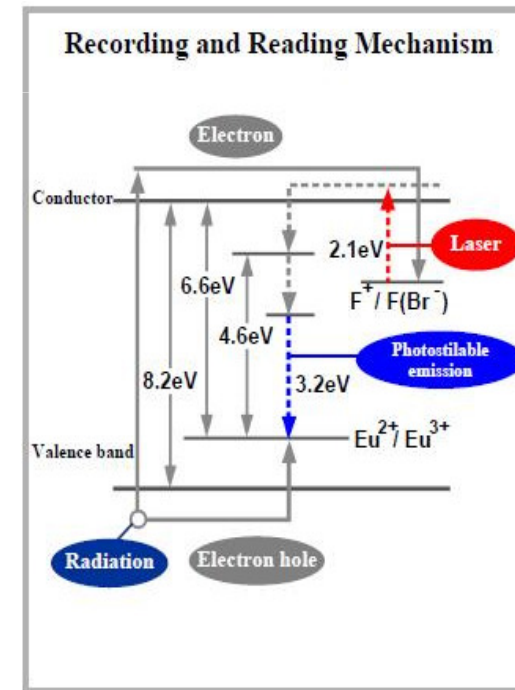 Recording and Reading Mechanism
Electron
Conductor
2.1eV
Laser
6.6eV
F+/ F(Br-)
4.6eV
Photostilable
emission
8.2eV
3.2eV
Eu2+/ Eu3+
Valence band
Radiation
Electron hole